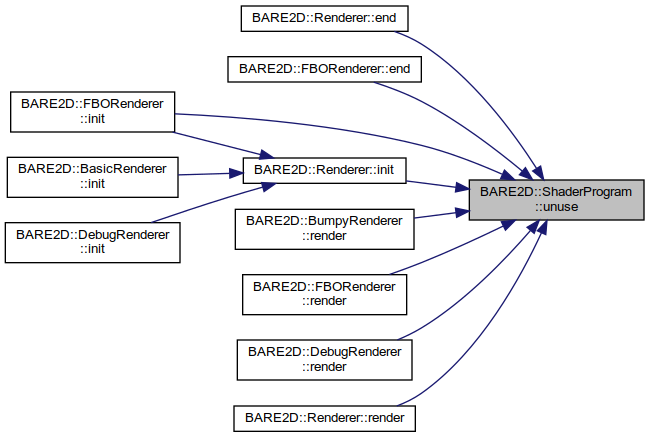 BARE2D::Renderer::end
BARE2D::FBORenderer::end
BARE2D::FBORenderer
::init
BARE2D::BasicRenderer
::init
BARE2D::Renderer::init
BARE2D::ShaderProgram
::unuse
BARE2D::DebugRenderer
::init
BARE2D::BumpyRenderer
::render
BARE2D::FBORenderer
::render
BARE2D::DebugRenderer
::render
BARE2D::Renderer::render